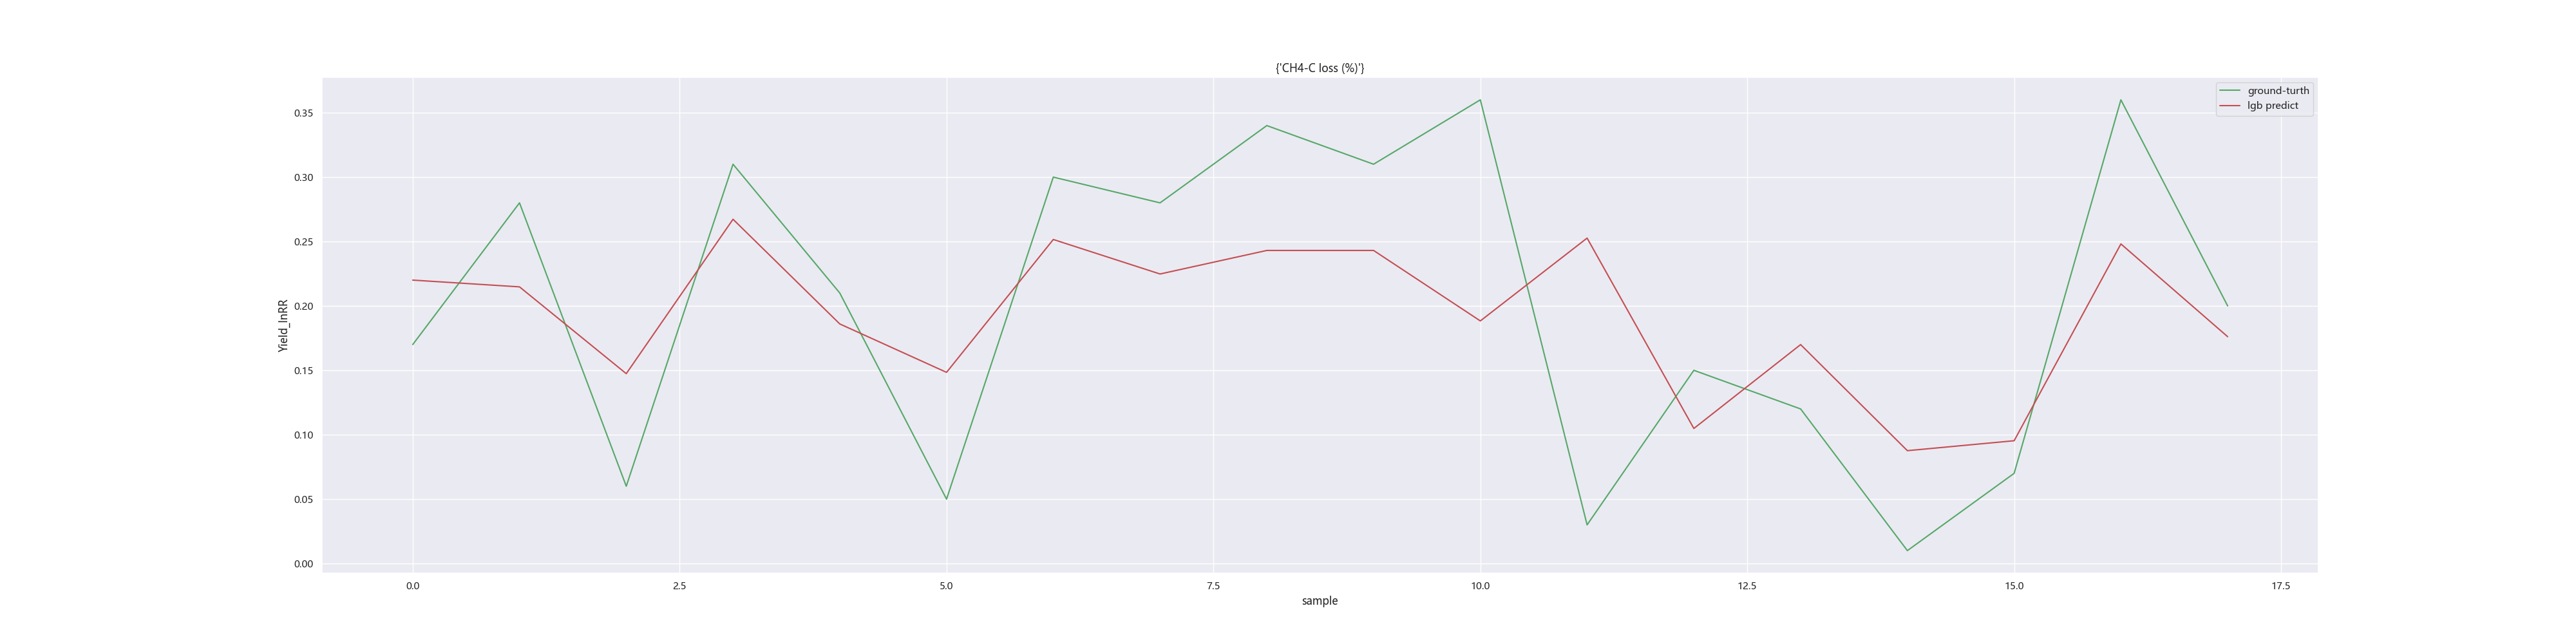 {'CH4-C loss (%)'}
ground-turth
lgb predict
Yield_lnRR
0.35
0.30
0.25
0.20
0.15
0.10
0.05
0.00
0.0 2.5 5.0 7.5 10.0 12.5 15.0 17.5
sample